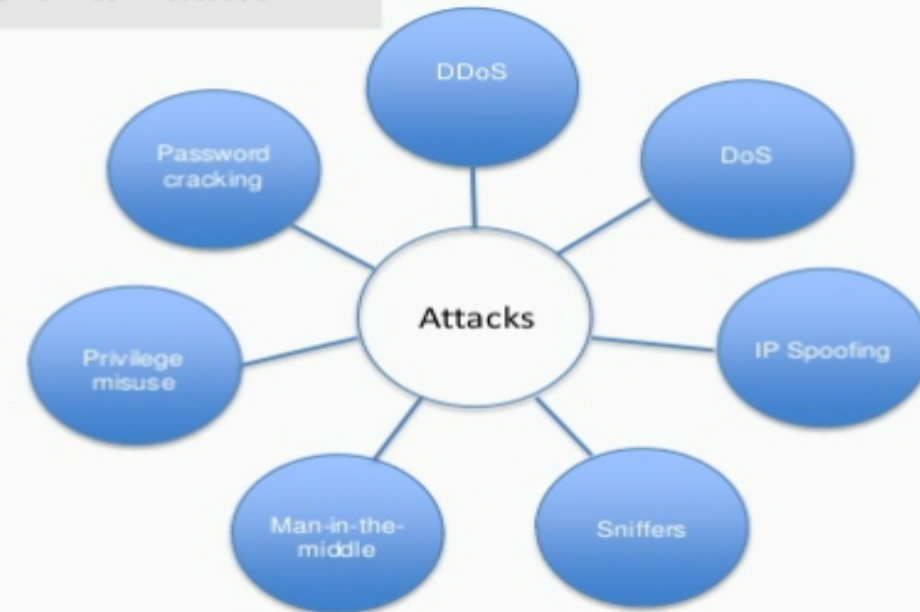 DDoS
Password
cracking
DoS
Attacks
Privilege
misuse
IP Spoofing
Man-in-the-
middle
Sniffers